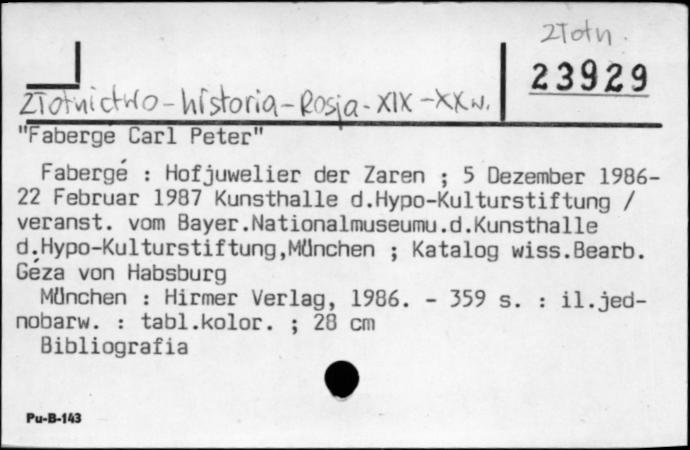 złotn.
23929
złotnictwo - historia - Rosja - XIX - XX w.
"Faberge Carl Peter"
Fabergé : Hofjuwelier der Zaren ; 5 Dezember 1986-
22 Februar 1987 Kunsthalle d.Hypo-Kulturstiftung /
veranst. vom Bayer.Nationalmuseumu.d.Kunsthalle
d.Hypo-Kulturstiftung,München ; Katalog wiss.Bearb.
Géza von Habsburg
München : Hirmer Verlag, 1986. - 359 s. : il.jed-
nobarw. : tabl.kolor. ; 28 cm
Bibliografia
Pu-B-143